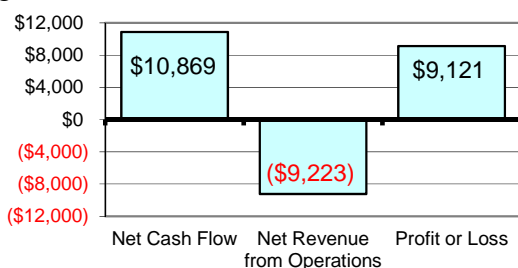 $12,000
$8,000
$4,000
$0
($4,000)
($8,000)
($12,000)
$10,869
($9,223)
$9,121
Net Cash Flow
Net Revenue
from Operations
Profit or Loss